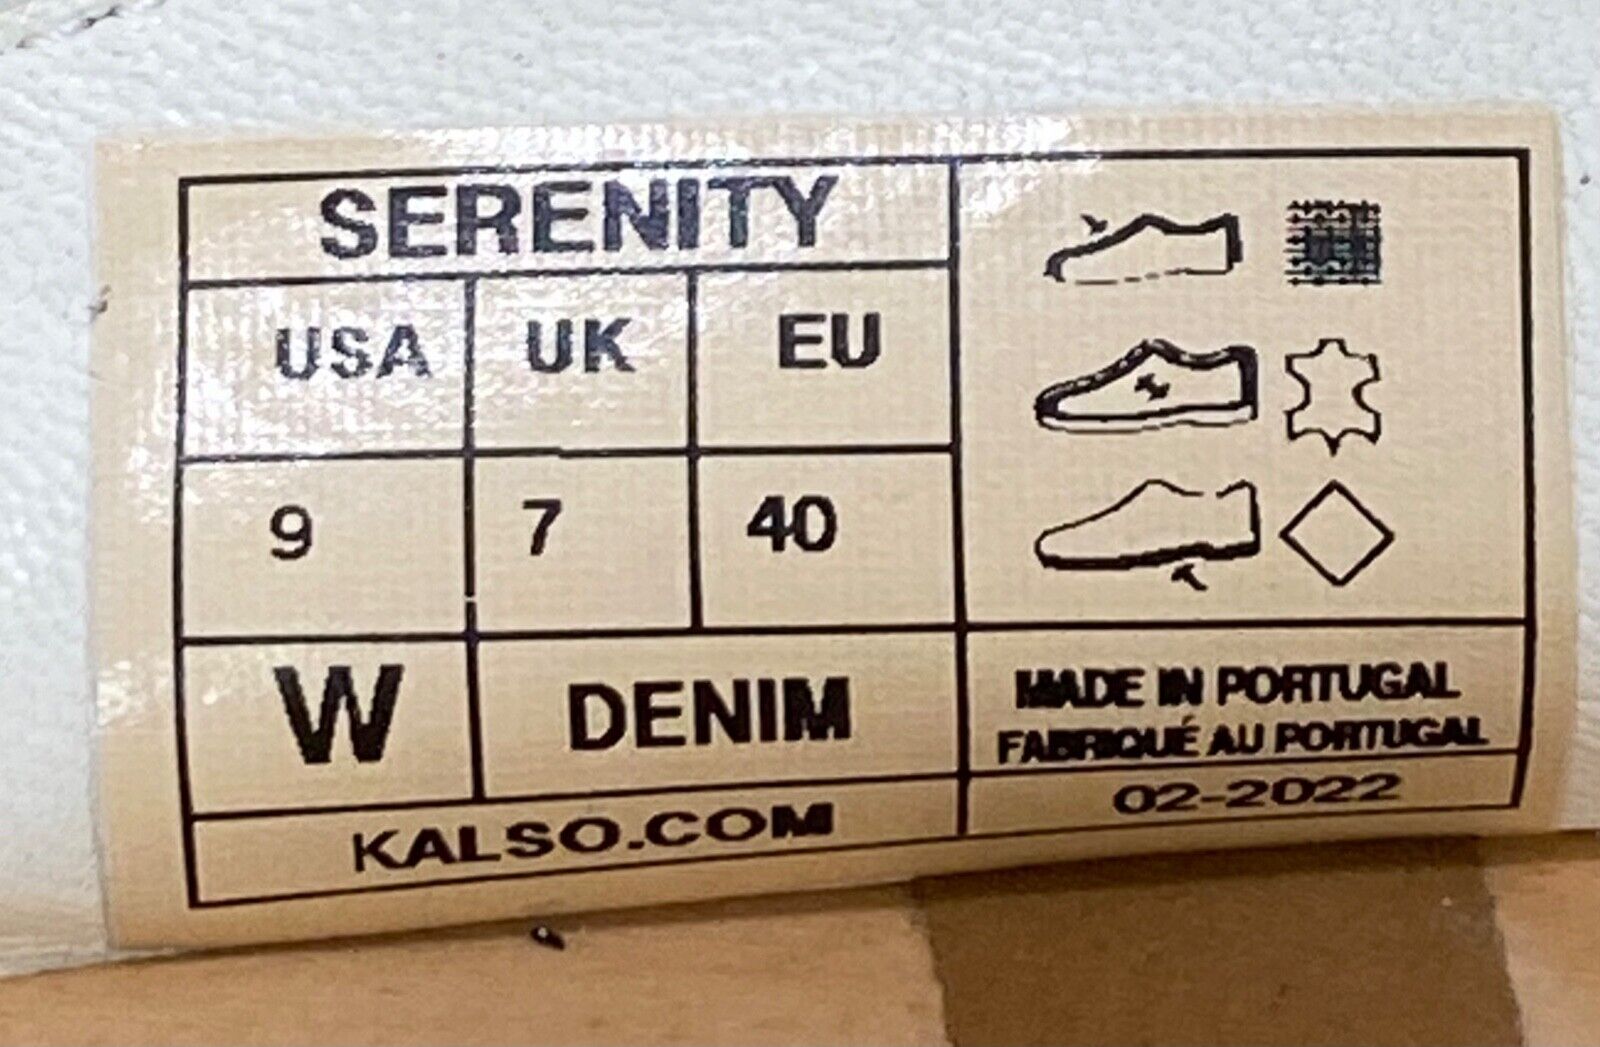 SERENITY
USA UK EU
9 7 40
W DENIM
KALSO.COM
MADE IN PORTUGAL
FABRIQUÉ AU PORTUGAL
02-2022